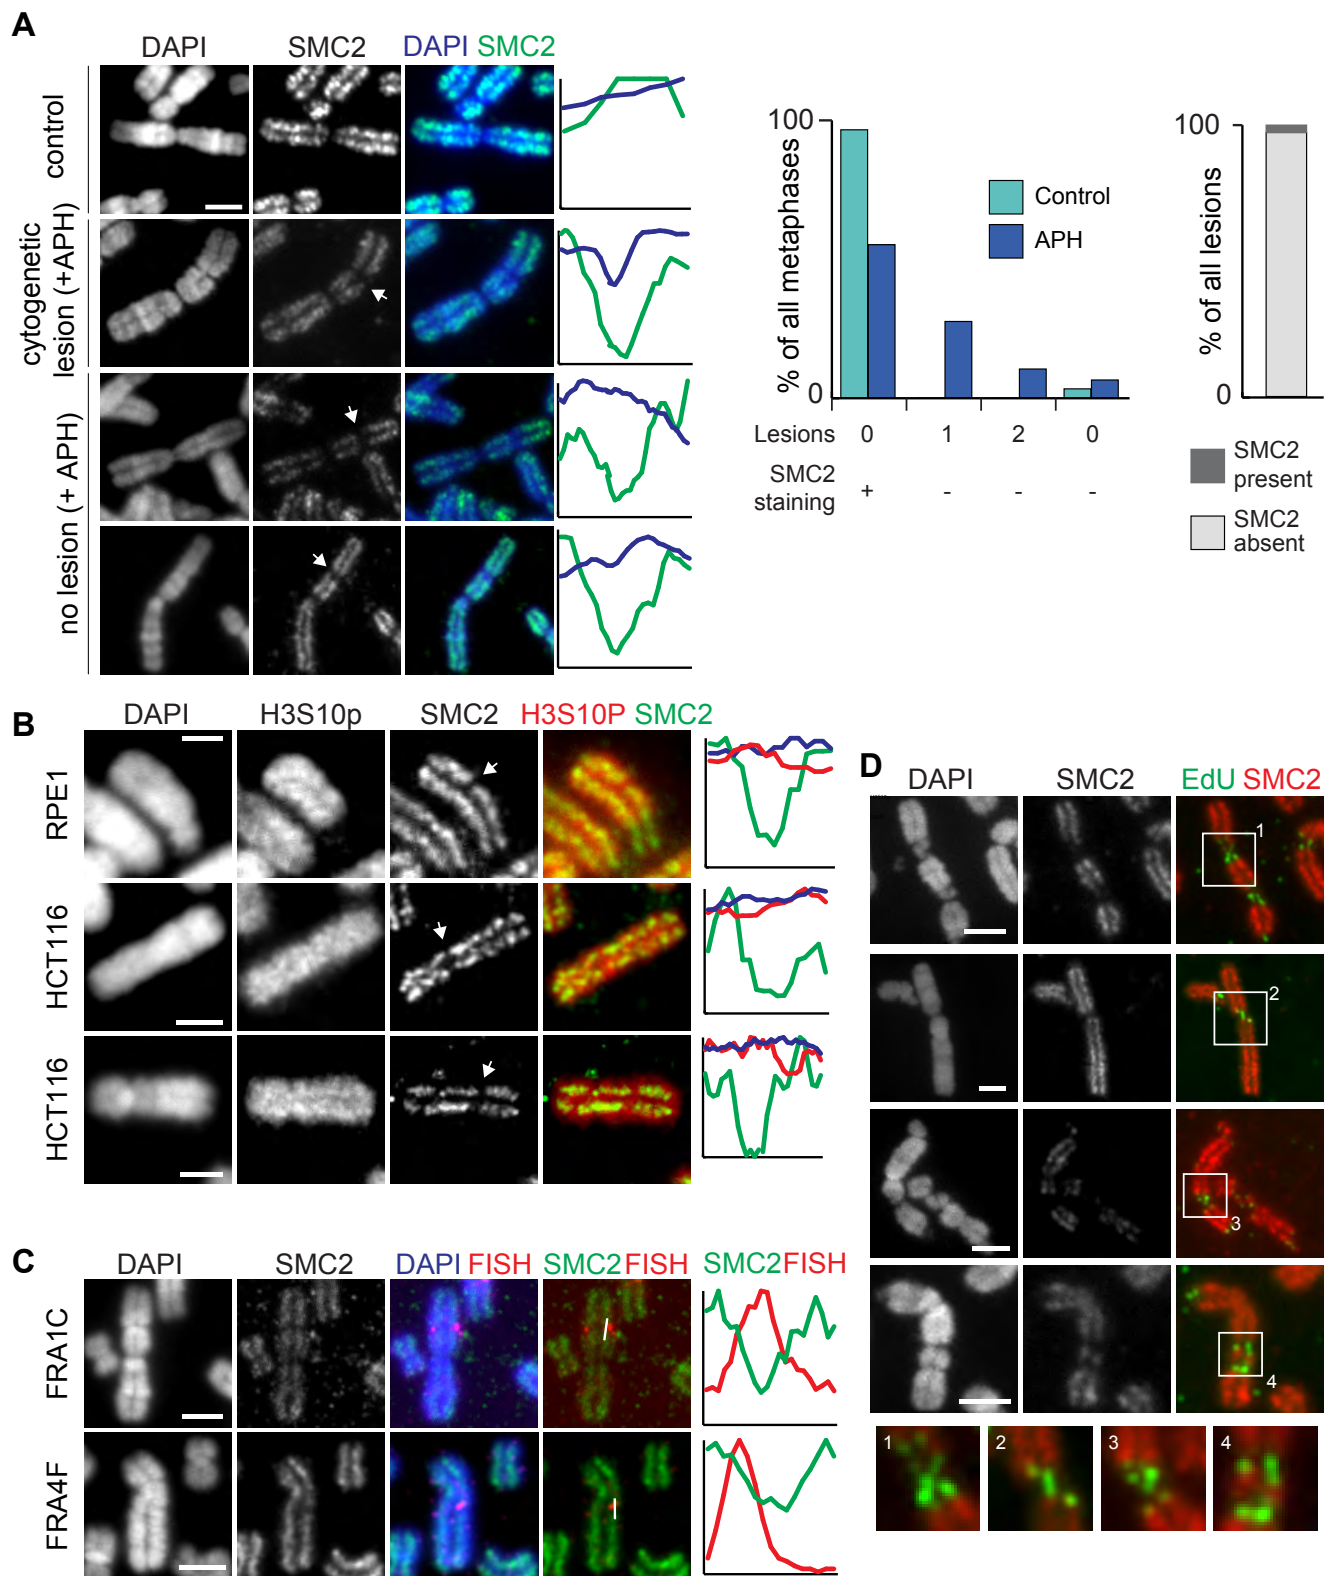 A
DAPI SMC2 DAPI SMC2
control
cytogenetic
lesion (+APH)
no lesion (+ APH)
% of all metaphases
100
0
Control
APH
Lesions 0 1 2 0
SMC2
staining + - - -
% of all lesions
100
0
SMC2
present
SMC2
absent
B
DAPI H3S10p SMC2 H3S10P SMC2
RPE1
HCT116
HCT116
C
DAPI SMC2 DAPI FISH SMC2 FISH SMC2 FISH
FRA1C
FRA4F
D
DAPI SMC2 EdU SMC2
1
2
3
4
1 2 3 4